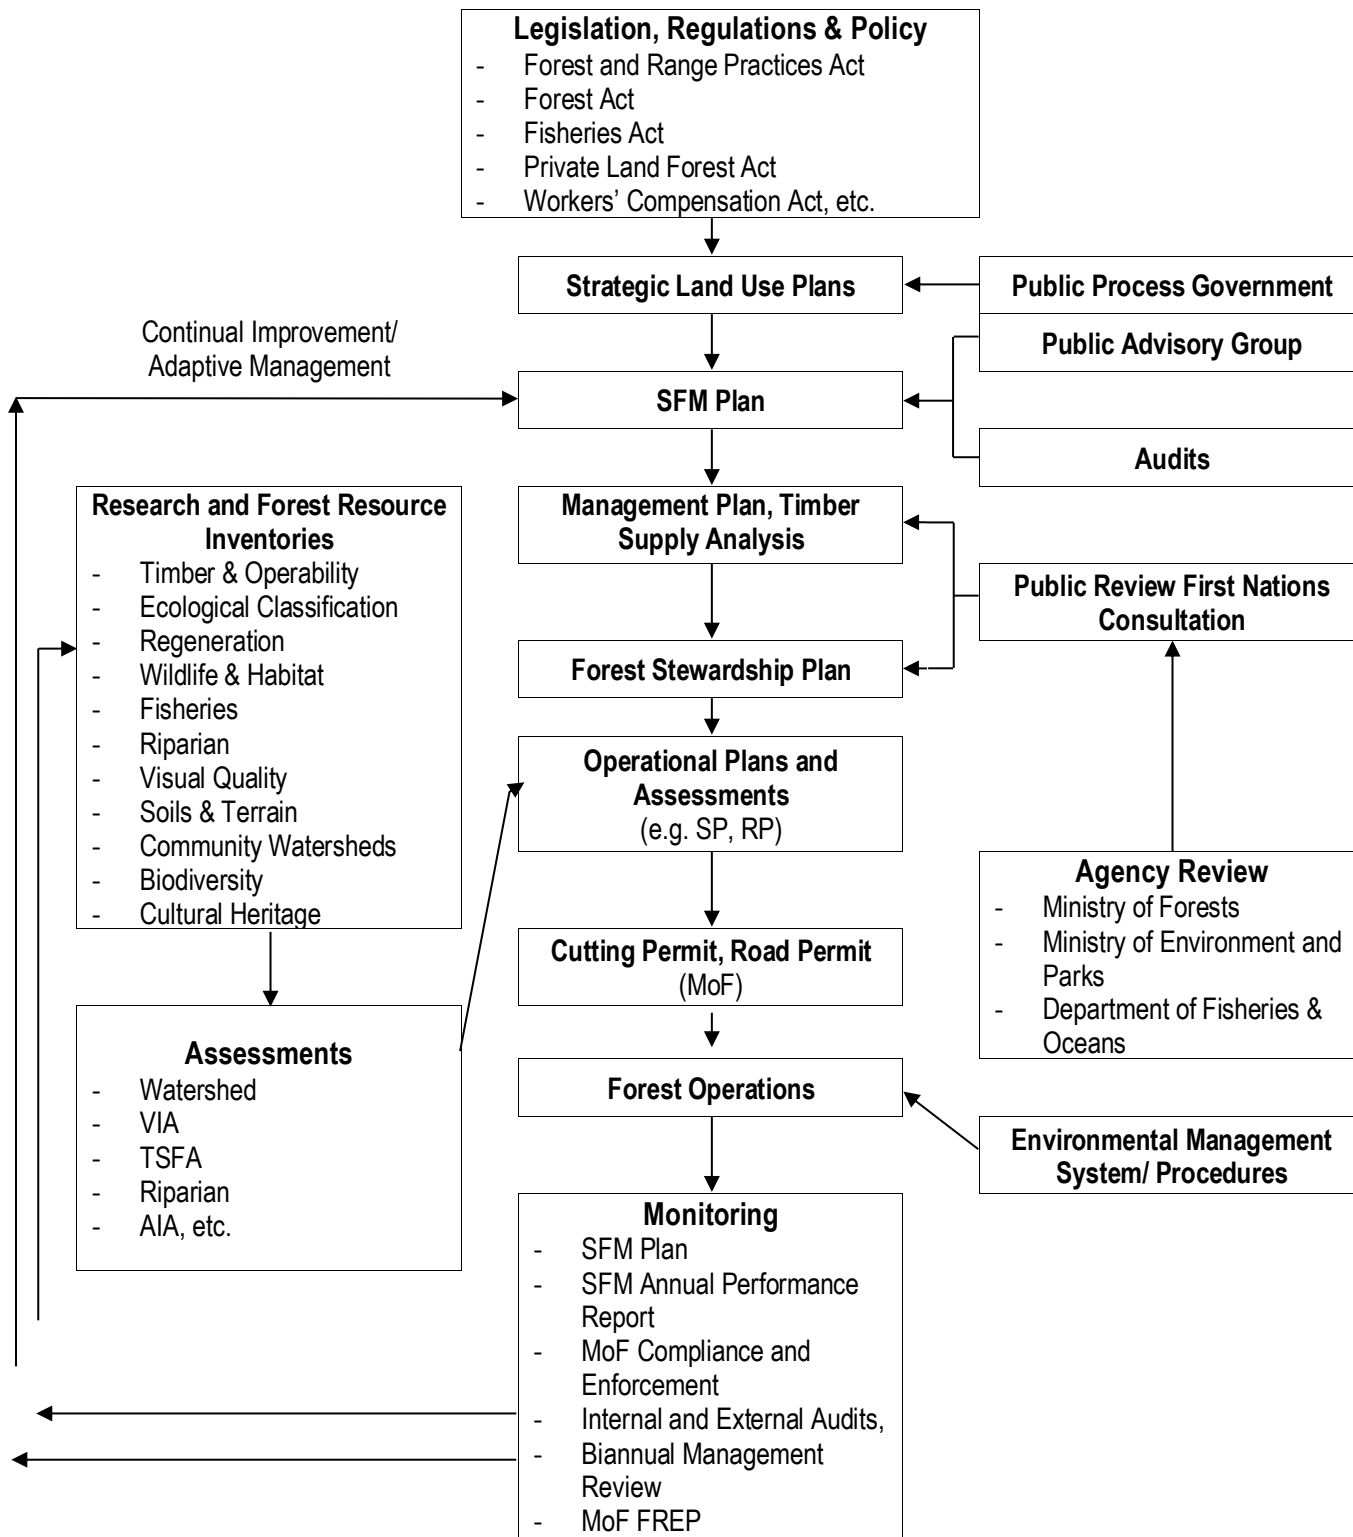 Legislation, Regulations & Policy
- Forest and Range Practices Act
- Forest Act
- Fisheries Act
- Private Land Forest Act
- Workers’ Compensation Act, etc.
Strategic Land Use Plans
Public Process Government
Public Advisory Group
Continual Improvement/
Adaptive Management
SFM Plan
Audits
Research and Forest Resource
Inventories
- Timber & Operability
- Ecological Classification
- Regeneration
- Wildlife & Habitat
- Fisheries
- Riparian
- Visual Quality
- Soils & Terrain
- Community Watersheds
- Biodiversity
- Cultural Heritage
Management Plan, Timber
Supply Analysis
Public Review First Nations
Consultation
Forest Stewardship Plan
Operational Plans and
Assessments
(e.g. SP, RP)
Agency Review
- Ministry of Forests
- Ministry of Environment and
Parks
- Department of Fisheries &
Oceans
Cutting Permit, Road Permit
(MoF)
Assessments
- Watershed
- VIA
- TSFA
- Riparian
- AIA, etc.
Forest Operations
Environmental Management
System/ Procedures
Monitoring
- SFM Plan
- SFM Annual Performance
Report
- MoF Compliance and
Enforcement
- Internal and External Audits,
- Biannual Management
Review
- MoF FREP